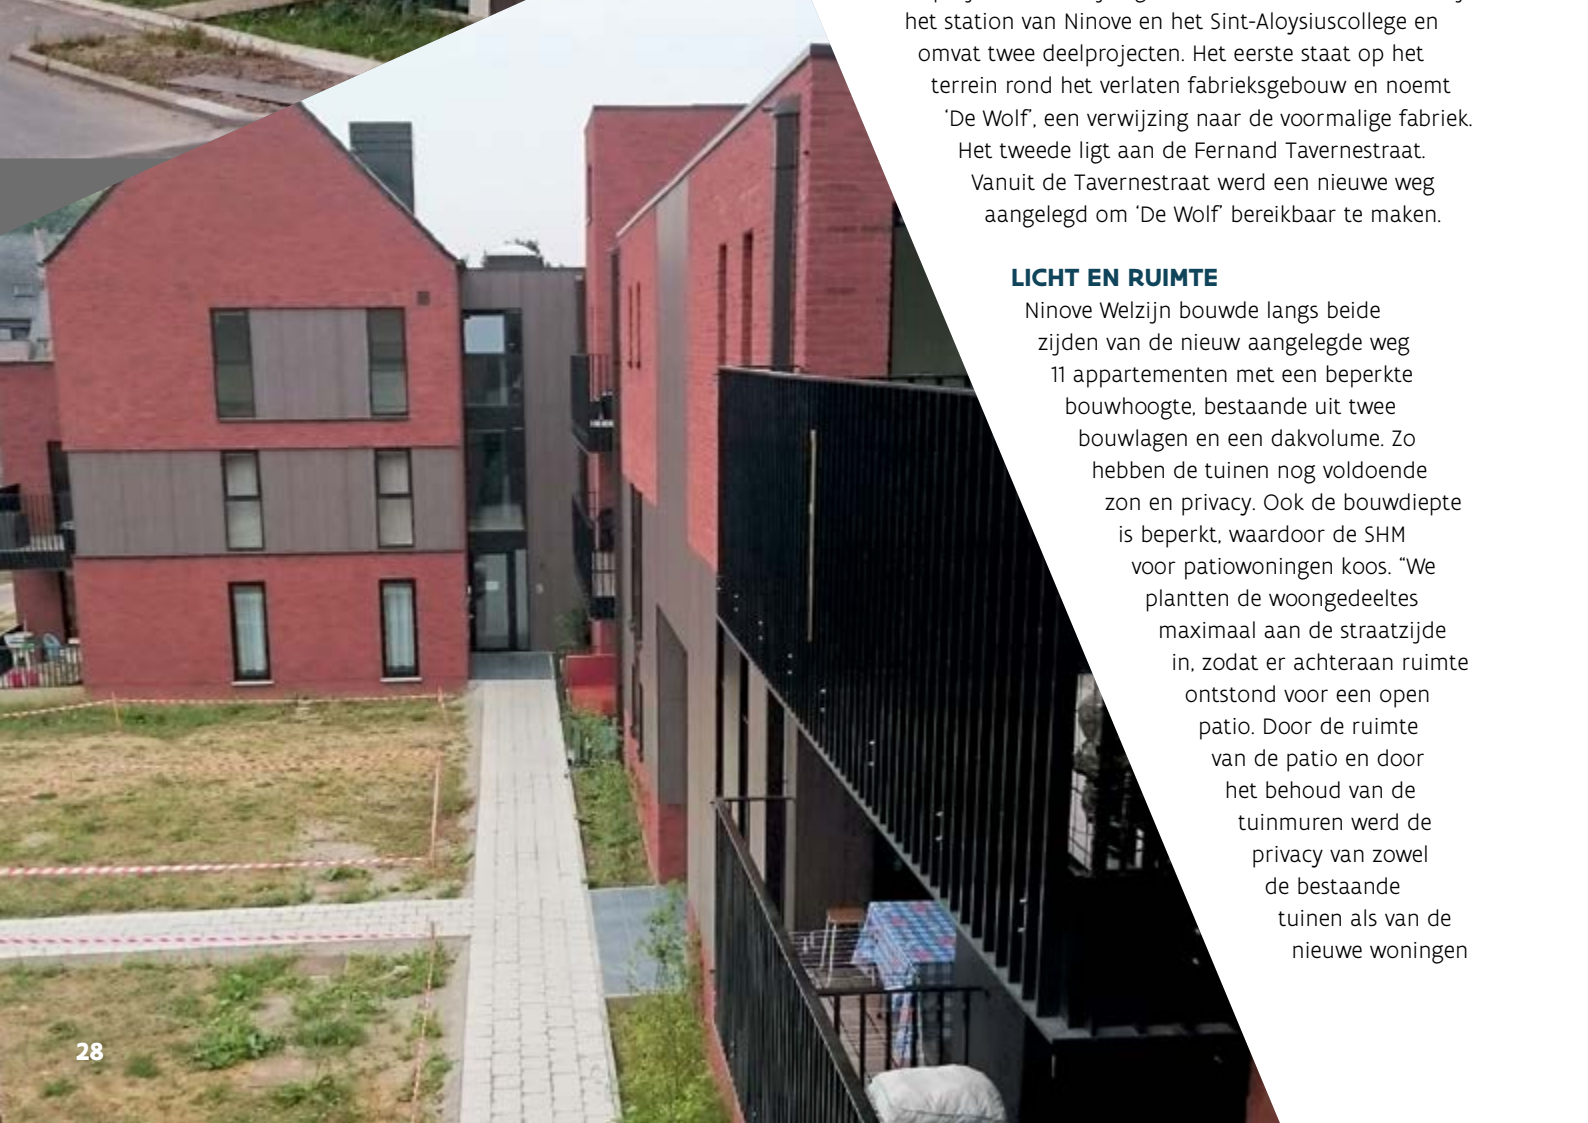 het station van Ninove en het Sint-Aloysiuscollege en
omvat twee deelprojecten. Het eerste staat op het
terrein rond het verlaten fabrieksgebouw en noemt
‘De Wolf’, een verwijzing naar de voormalige fabriek.
Het tweede ligt aan de Fernand Tavernestraat.
Vanuit de Tavernestraat werd een nieuwe weg
aangelegd om ‘De Wolf’ bereikbaar te maken.
LICHT EN RUIMTE
Ninove Welzijn bouwde langs beide
zijden van de nieuw aangelegde weg
11 appartementen met een beperkte
bouwhoogte, bestaande uit twee
bouwlagen en een dakvolume. Zo
hebben de tuinen nog voldoende
zon en privacy. Ook de bouwdiepte
is beperkt, waardoor de SHM
voor patiowoningen koos. “We
plantten de woongedeeltes
maximaal aan de straatzijde
in, zodat er achteraan ruimte
ontstond voor een open
patio. Door de ruimte
van de patio en door
het behoud van de
tuinmuren werd de
privacy van zowel
de bestaande
tuinen als van de
nieuwe woningen
28